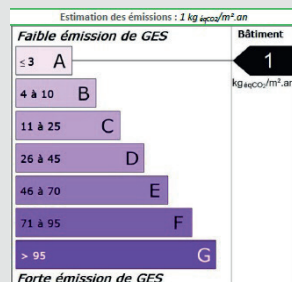 Estimation des émissions : 1 kg éqCO2/m².an
Faible émission de GES
Bâtiment
≤ 3 A
1
kgéqCO₂/m².an
4 à 10 B
11 à 25 C
26 à 45 D
46 à 70 E
71 à 95 F
> 95 G
Forte émission de GES